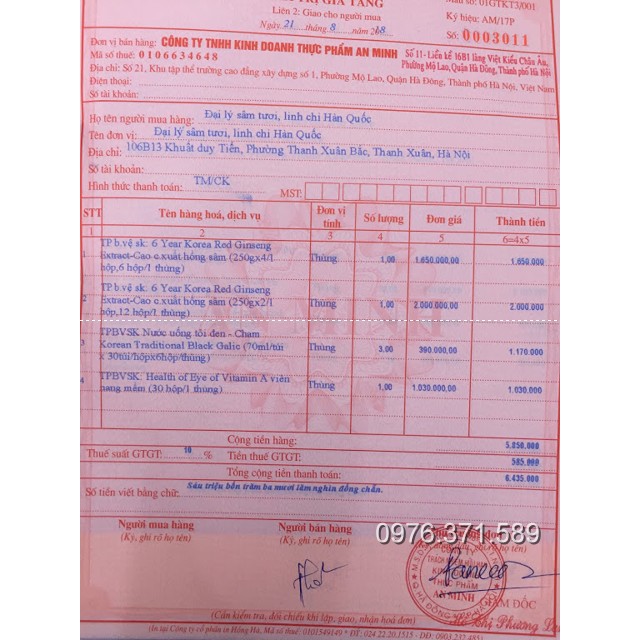 TRỊ GIA TĂNG
Mẫu số: 01GTKT3/001
Liên 2: Giao cho người mua
Ký hiệu: AM/17P
Ngày 21 tháng 8 năm 2018
Số: 0003011
Đơn vị bán hàng: CÔNG TY TNHH KINH DOANH THỰC PHẨM AN MINH
Số 11- Liền kề 16B1 làng Việt Kiều Châu Âu,
Mã số thuế: 0106634648
Phường Mộ Lao, Quận Hà Đông, Thành phố Hà Nội
Địa chỉ: Số 21, Khu tập thể trường cao đẳng xây dựng số 1, Phường Mộ Lao, Quận Hà Đông, Thành phố Hà Nội, Việt Nam
Điện thoại:
Số tài khoản:
Họ tên người mua hàng: Đại lý sâm tươi, linh chi Hàn Quốc
Tên đơn vị: Đại lý sâm tươi, linh chi Hàn Quốc
Địa chỉ: 106B13 Khuất duy Tiến, Phường Thanh Xuân Bắc, Thanh Xuân, Hà Nội
Số tài khoản:
Hình thức thanh toán: TM/CK MST:
STT Tên hàng hoá, dịch vụ Đơn vị tính Số lượng Đơn giá Thành tiền
1 2 3 4 5 6=4x5
1 TP b.vệ sk: 6 Year Korea Red Ginseng
Extract-Cao c.xuất hồng sâm (250gx4/1 Thùng 1,00 1.650.000,00 1.650.000
hộp,6 hộp/1 thùng)
2 TP b.vệ sk: 6 Year Korea Red Ginseng
Extract-Cao c.xuất hồng sâm (250gx2/1 Thùng 1,00 2.000.000,00 2.000.000
hộp,12 hộp/1 thùng)
3 TPBVSK Nước uống tỏi đen - Cham
Korean Traditional Black Galic (70ml/túi Thùng 3,00 390.000,00 1.170.000
x 30túi/hộpx6hộp/thùng)
4 TPBVSK: Health of Eye of Vitamin A viên Thùng 1,00 1.030.000,00 1.030.000
nang mềm (30 hộp/1 thùng)
Cộng tiền hàng: 5.850.000
Thuế suất GTGT: 10 % Tiền thuế GTGT: 585.000
Tổng cộng tiền thanh toán: 6.435.000
Số tiền viết bằng chữ: Sáu triệu bốn trăm ba mươi lăm nghìn đồng chẵn.
Người mua hàng Người bán hàng
0976.371.589
(Ký, ghi rõ họ tên) (Ký, ghi rõ họ tên)
CÔNG TY
THỰC PHẨM
AN MINH
GIÁM ĐỐC
(Cần kiểm tra, đối chiếu khi lập, giao, nhận hoá đơn)